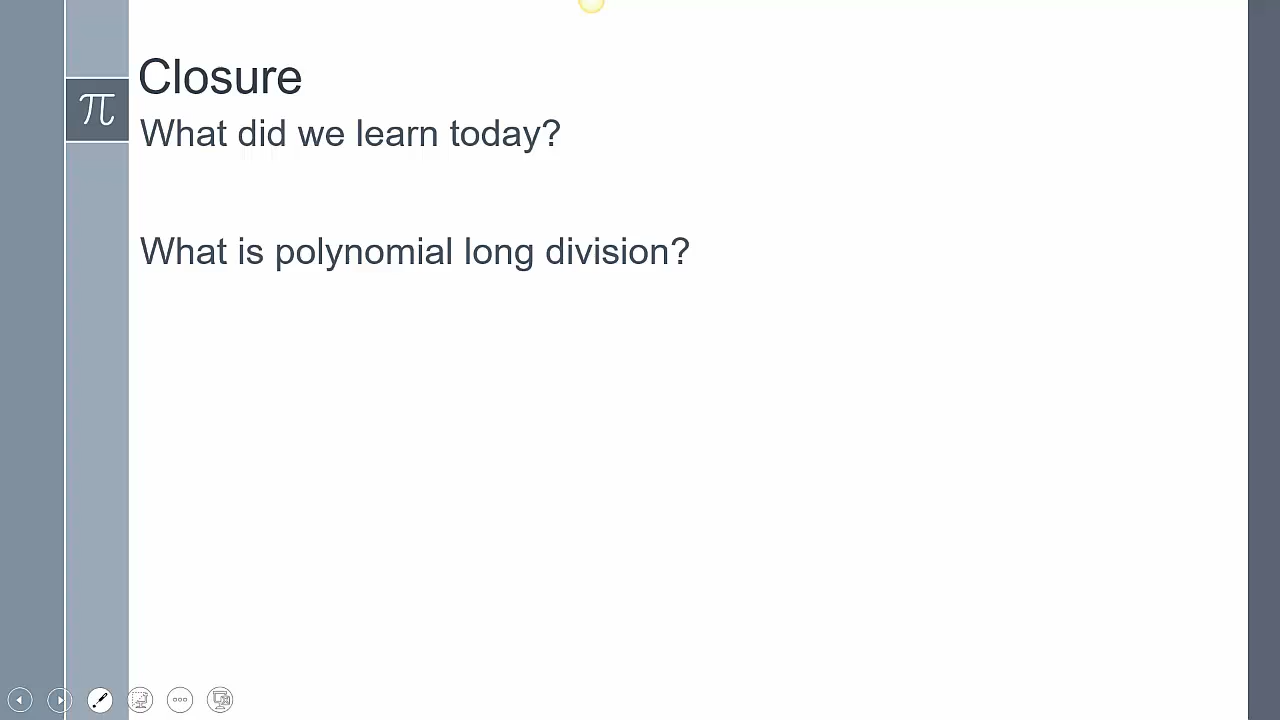 π
Closure
What did we learn today?
What is polynomial long division?